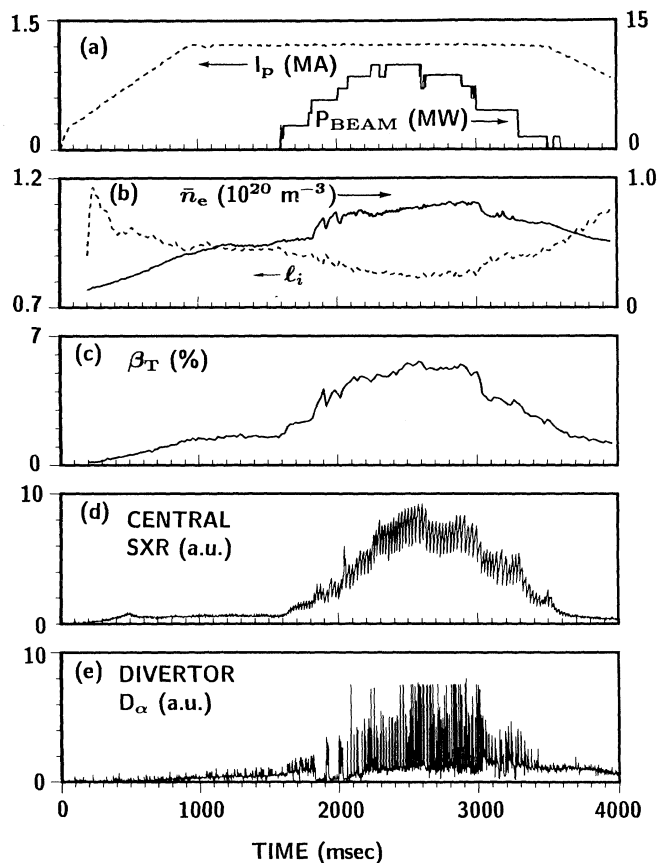 1.5
15
(a)
I_P (MA)
P_BEAM (MW)
0
0
1.2
1.0
(b)
n̄_e (10^20 m^−3)
ℓ_i
0.7
0
7
(c)
β_T (%)
0
10
(d)
CENTRAL
SXR (a.u.)
0
10
(e)
DIVERTOR
D_α (a.u.)
0
0 1000 2000 3000 4000
TIME (msec)